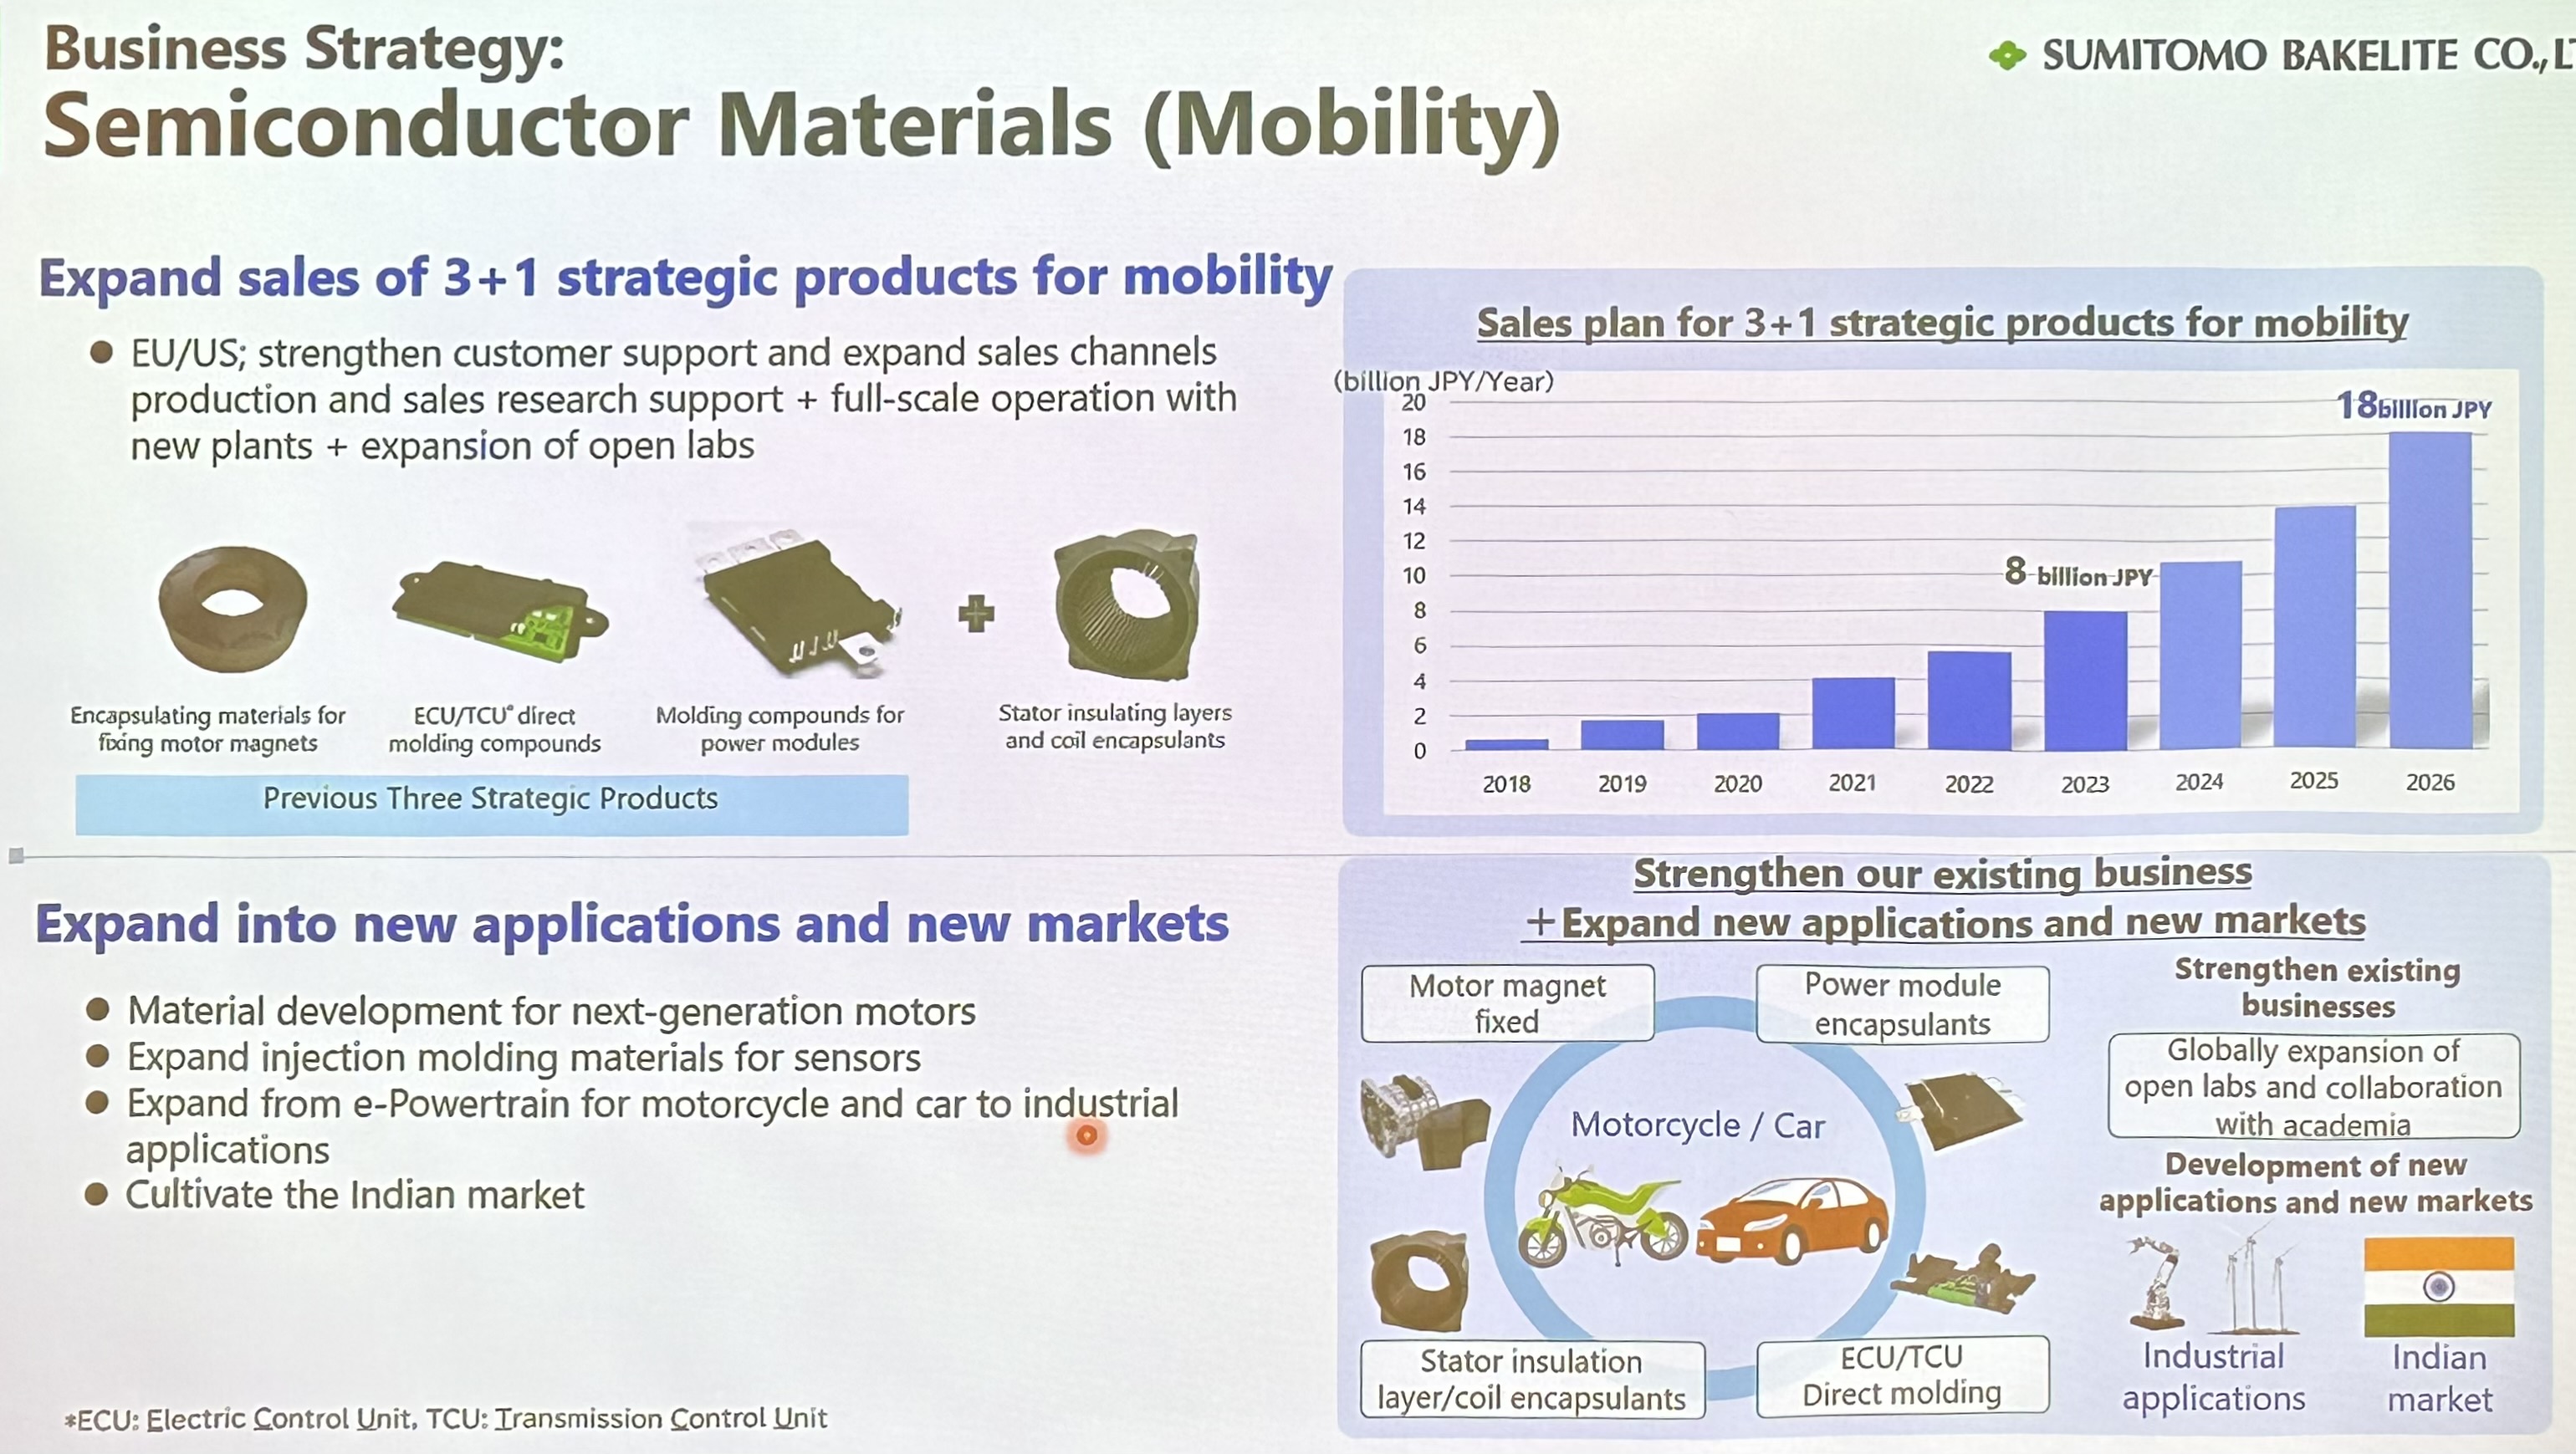 Business Strategy:
Semiconductor Materials (Mobility)
SUMITOMO BAKELITE CO., LT
Expand sales of 3+1 strategic products for mobility
● EU/US; strengthen customer support and expand sales channels
production and sales research support + full-scale operation with
new plants + expansion of open labs
Encapsulating materials for
fixing motor magnets
ECU/TCU* direct
molding compounds
Molding compounds for
power modules
+
Stator insulating layers
and coil encapsulants
Previous Three Strategic Products
Sales plan for 3+1 strategic products for mobility
(billion JPY/Year)
20
18
16
14
12
10
8
6
4
2
0
8 billion JPY
18billion JPY
2018 2019 2020 2021 2022 2023 2024 2025 2026
Expand into new applications and new markets
● Material development for next-generation motors
● Expand injection molding materials for sensors
● Expand from e-Powertrain for motorcycle and car to industrial
applications
● Cultivate the Indian market
*ECU: Electric Control Unit, TCU: Transmission Control Unit
Strengthen our existing business
+Expand new applications and new markets
Motor magnet
fixed
Power module
encapsulants
Motorcycle / Car
Stator insulation
layer/coil encapsulants
ECU/TCU
Direct molding
Strengthen existing
businesses
Globally expansion of
open labs and collaboration
with academia
Development of new
applications and new markets
Industrial
applications
Indian
market